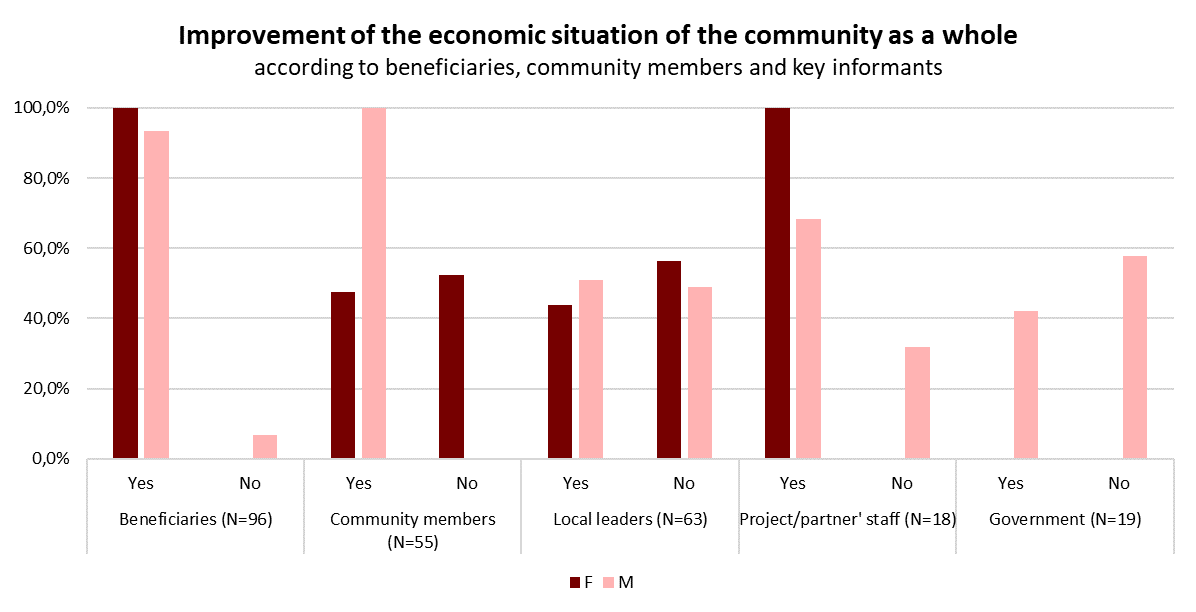 Improvement of the economic situation of the community as a whole
according to beneficiaries, community members and key informants
100,0%
80,0%
60,0%
40,0%
20,0%
0,0%
Yes No Yes No Yes No Yes No Yes No
Beneficiaries (N=96) Community members Local leaders (N=63) Project/partner' staff (N=18) Government (N=19)
(N=55)
F M